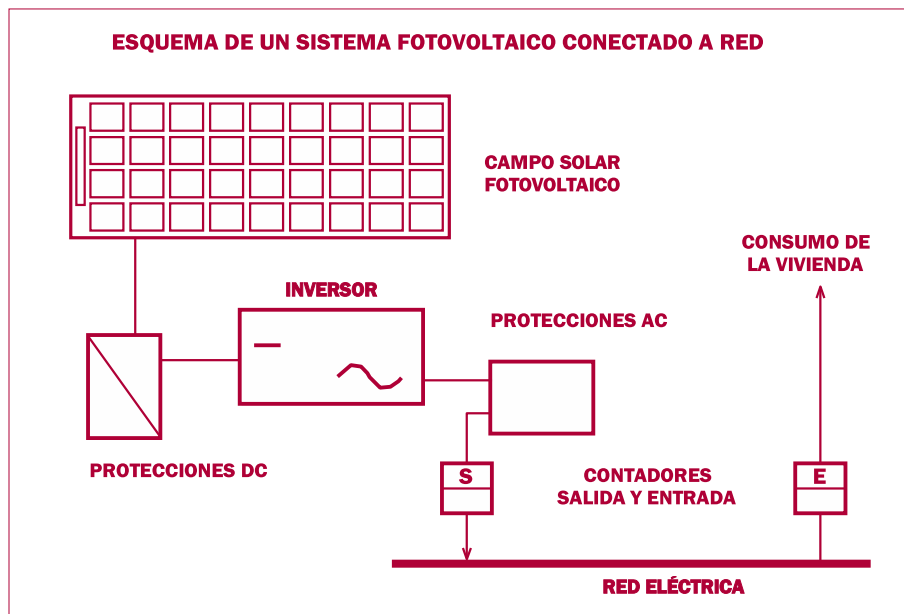 ESQUEMA DE UN SISTEMA FOTOVOLTAICO CONECTADO A RED
CAMPO SOLAR
FOTOVOLTAICO
CONSUMO DE
LA VIVIENDA
INVERSOR
PROTECCIONES AC
PROTECCIONES DC
S
CONTADORES
SALIDA Y ENTRADA
E
RED ELÉCTRICA